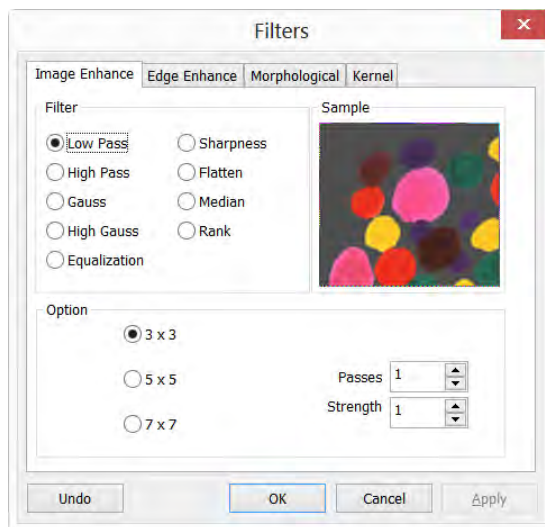 Filters
x
Image Enhance Edge Enhance Morphological Kernel
Filter Sample
Low Pass Sharpness
High Pass Flatten
Gauss Median
High Gauss Rank
Equalization
Option
3 x 3
5 x 5
7 x 7
Passes 1
Strength 1
Undo OK Cancel Apply